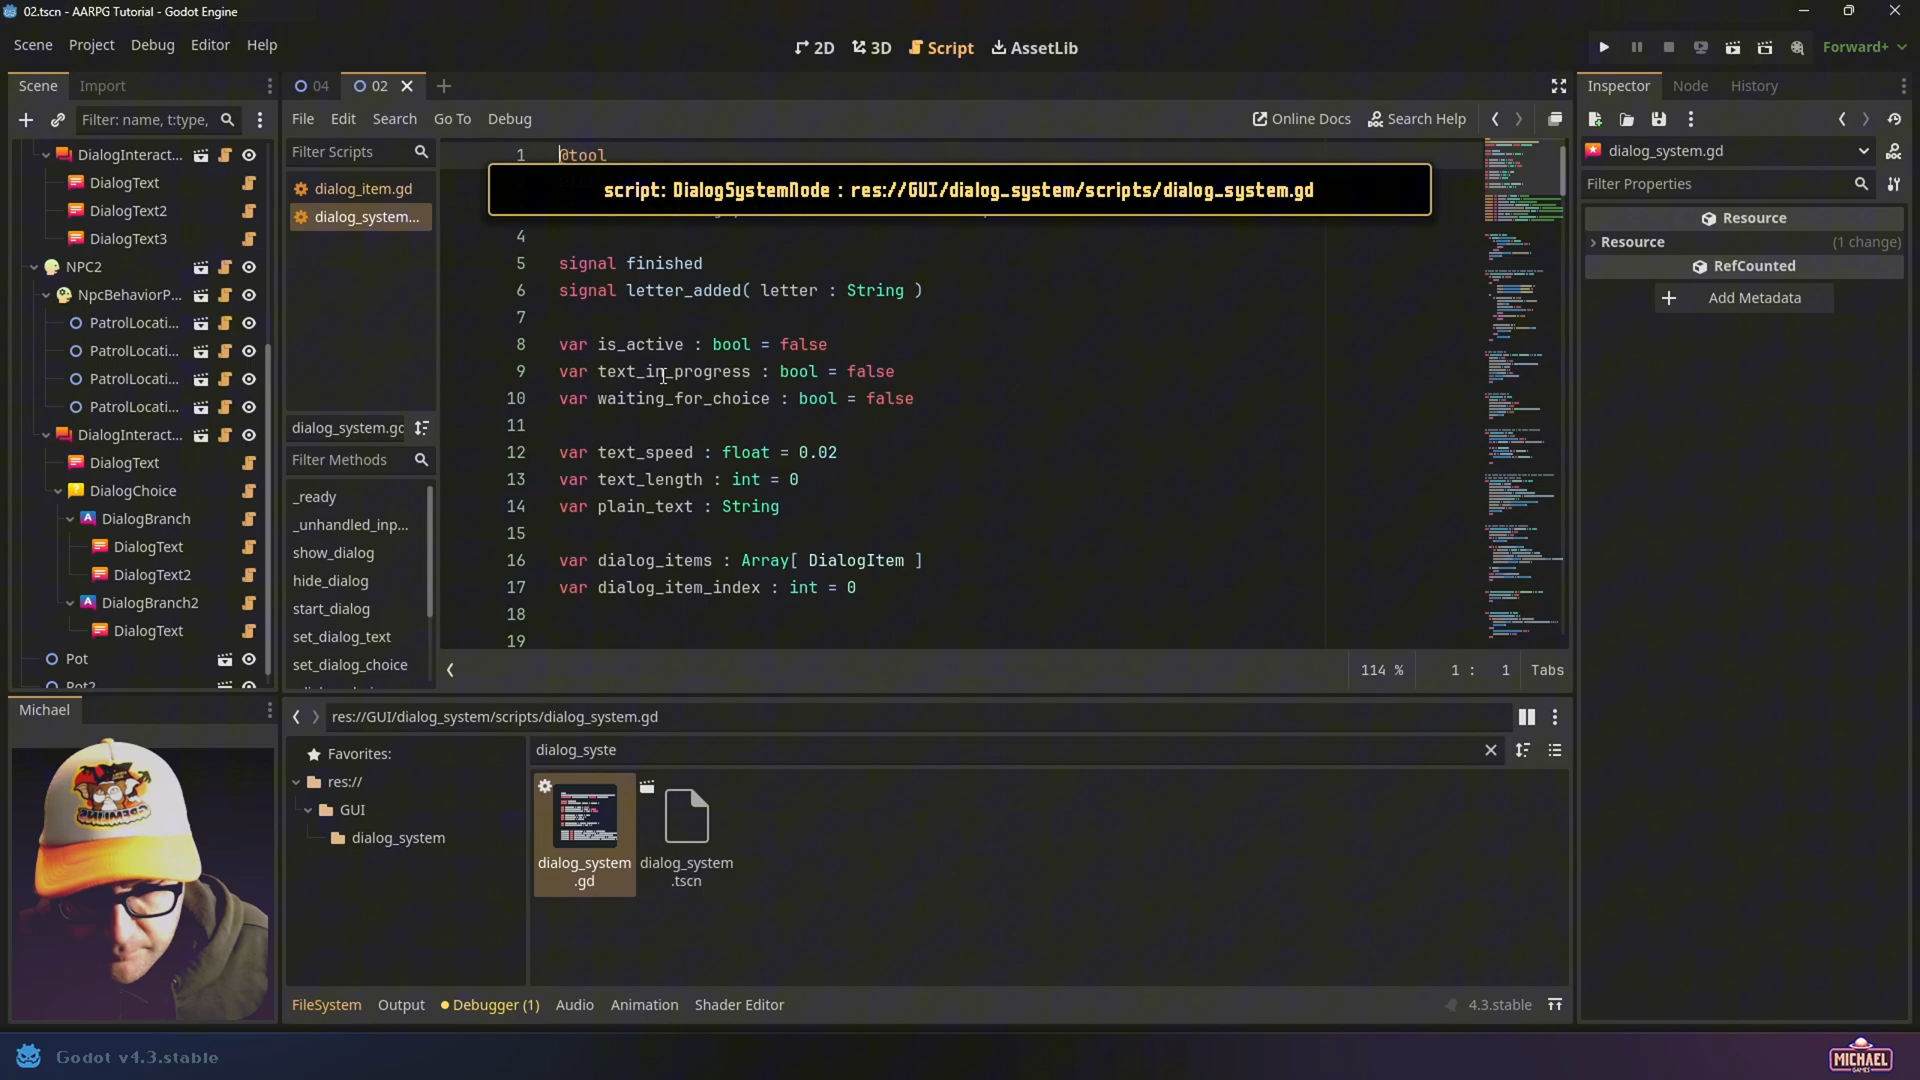 02.tscn - AARPG Tutorial - Godot Engine
Scene Project Debug Editor Help
2D 3D Script AssetLib
Forward+
Scene Import
04 02
Inspector Node History
Filter: name, t:type,
File Edit Search Go To Debug
Online Docs Search Help
Filter Scripts
dialog_item.gd
dialog_system...
dialog_system.gd
Filter Methods
_ready
_unhandled_inp...
show_dialog
hide_dialog
start_dialog
set_dialog_text
set_dialog_choice
DialogInteract...
DialogText
DialogText2
DialogText3
NPC2
NpcBehaviorP...
PatrolLocati...
PatrolLocati...
PatrolLocati...
PatrolLocati...
DialogInteract...
DialogText
DialogChoice
DialogBranch
DialogText
DialogText2
DialogBranch2
DialogText
Pot
Pot2
1 @tool
script: DialogSystemNode : res://GUI/dialog_system/scripts/dialog_system.gd
4
5 signal finished
6 signal letter_added( letter : String )
7
8 var is_active : bool = false
9 var text_in_progress : bool = false
10 var waiting_for_choice : bool = false
11
12 var text_speed : float = 0.02
13 var text_length : int = 0
14 var plain_text : String
15
16 var dialog_items : Array[ DialogItem ]
17 var dialog_item_index : int = 0
18
19
114 % 1 : 1 Tabs
dialog_system.gd
Filter Properties
Resource
Resource (1 change)
RefCounted
Add Metadata
Michael
res://GUI/dialog_system/scripts/dialog_system.gd
Favorites:
res://
GUI
dialog_system
dialog_syste
dialog_system
.gd
dialog_system
.tscn
FileSystem Output Debugger (1) Audio Animation Shader Editor
4.3.stable
Godot v4.3.stable
MICHAEL
GAMES